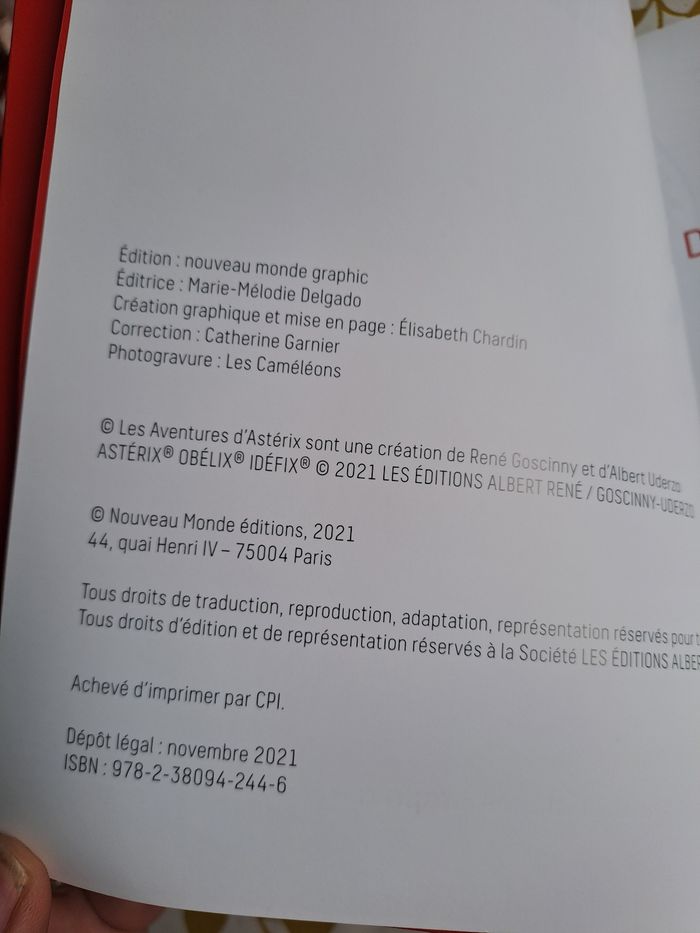 Édition : nouveau monde graphic
Éditrice : Marie-Mélodie Delgado
Création graphique et mise en page : Élisabeth Chardin
Correction : Catherine Garnier
Photogravure : Les Caméléons
© Les Aventures d'Astérix sont une création de René Goscinny et d'Albert Uderzo
ASTÉRIX® OBÉLIX® IDÉFIX® © 2021 LES ÉDITIONS ALBERT RENÉ / GOSCINNY-UDERZO
© Nouveau Monde éditions, 2021
44, quai Henri IV – 75004 Paris
Tous droits de traduction, reproduction, adaptation, représentation réservés pour
Tous droits d'édition et de représentation réservés à la Société LES ÉDITIONS
Achevé d'imprimer par CPI.
Dépôt légal : novembre 2021
ISBN : 978-2-38094-244-6